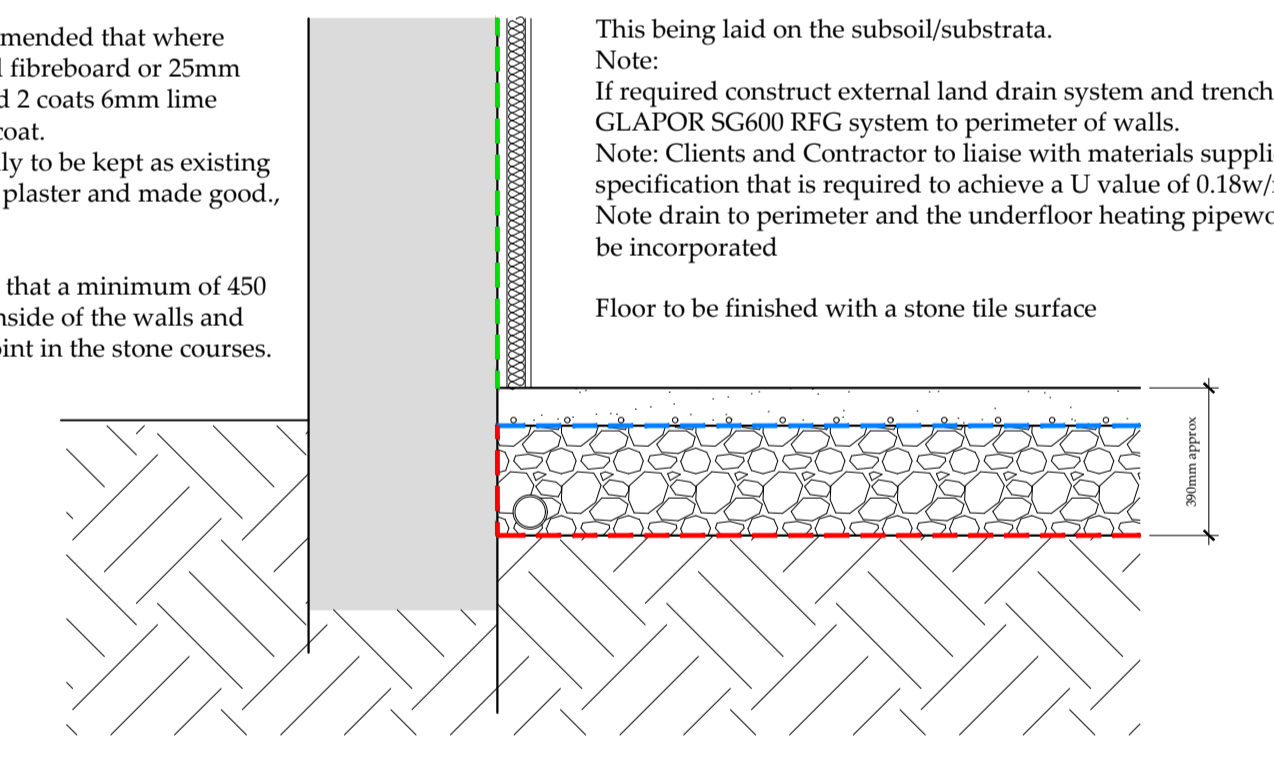 mended that where
fibreboard or 25mm
d 2 coats 6mm lime
coat.
ly to be kept as existing
plaster and made good.,
that a minimum of 450
nside of the walls and
oint in the stone courses.
This being laid on the subsoil/substrata.
Note:
If required construct external land drain system and trench
GLAPOR SG600 RFG system to perimeter of walls.
Note: Clients and Contractor to liaise with materials suppli
specification that is required to achieve a U value of 0.18w/
Note drain to perimeter and the underfloor heating pipewo
be incorporated
Floor to be finished with a stone tile surface
390mm approx